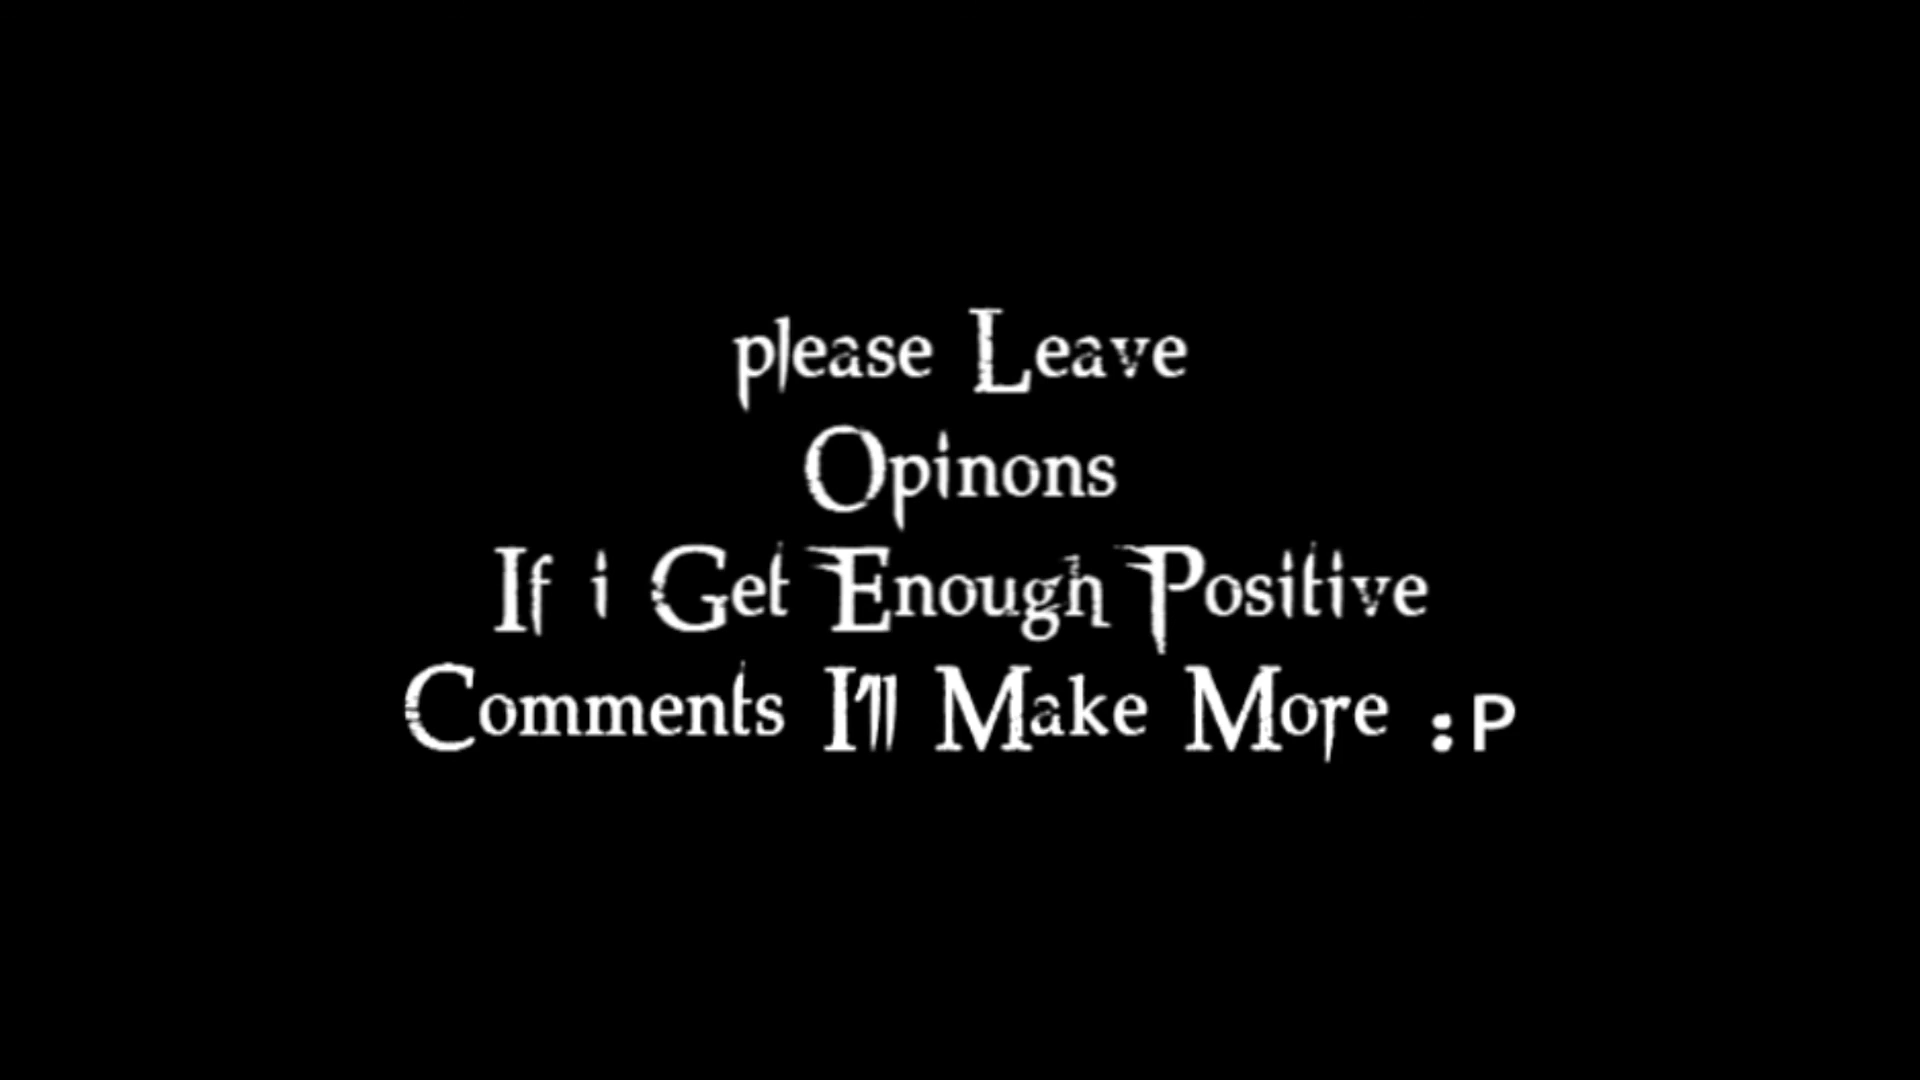 please Leave
Opinons
If i Get Enough Positive
Comments I'll Make More :P